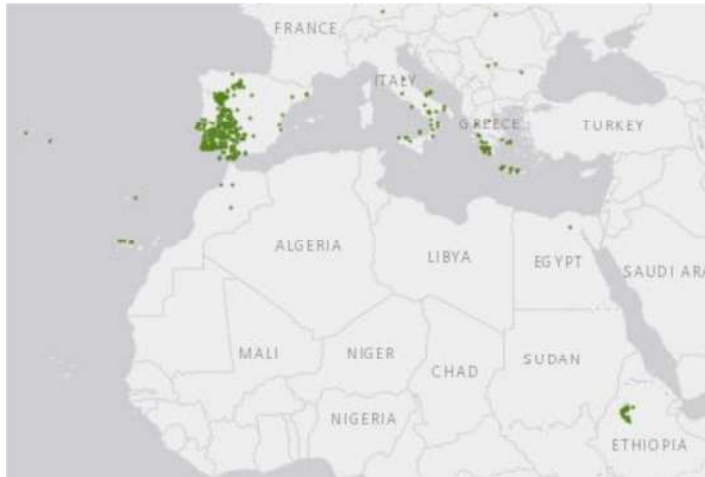 FRANCE
ITALY
GREECE
TURKEY
ALGERIA
LIBYA
EGYPT
SAUDI ARA
MALI
NIGER
CHAD
SUDAN
NIGERIA
ETHIOPIA